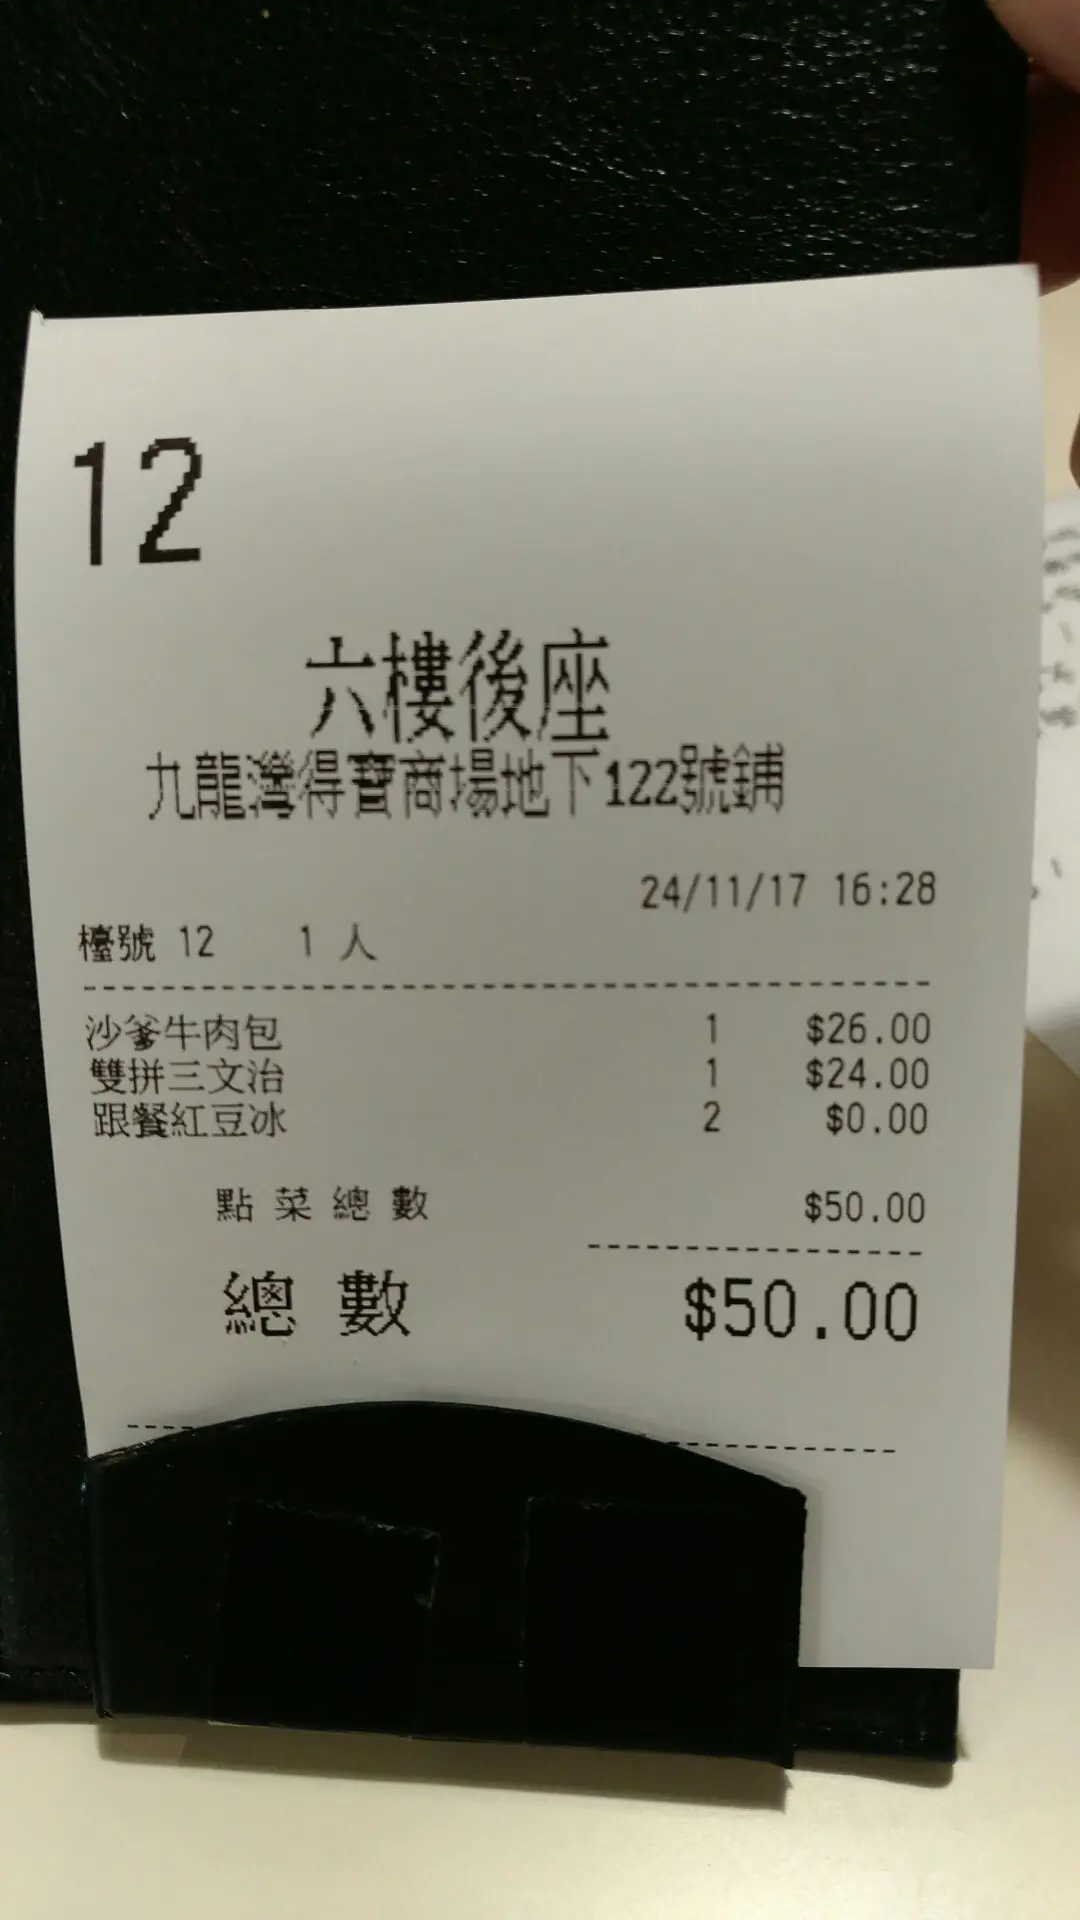 12
六樓後座
九龍灣得寶商場地下122號鋪
24/11/17 16:28
檯號 12 1 人
沙爹牛肉包 1 $26.00
雙拼三文治 1 $24.00
跟餐紅豆冰 2 $0.00
點菜總數 $50.00
總數 $50.00